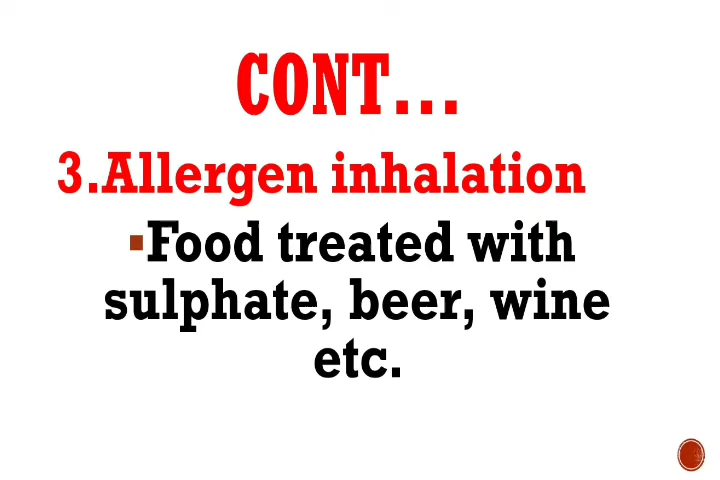 CONT...
3.Allergen inhalation
▪Food treated with
sulphate, beer, wine
etc.